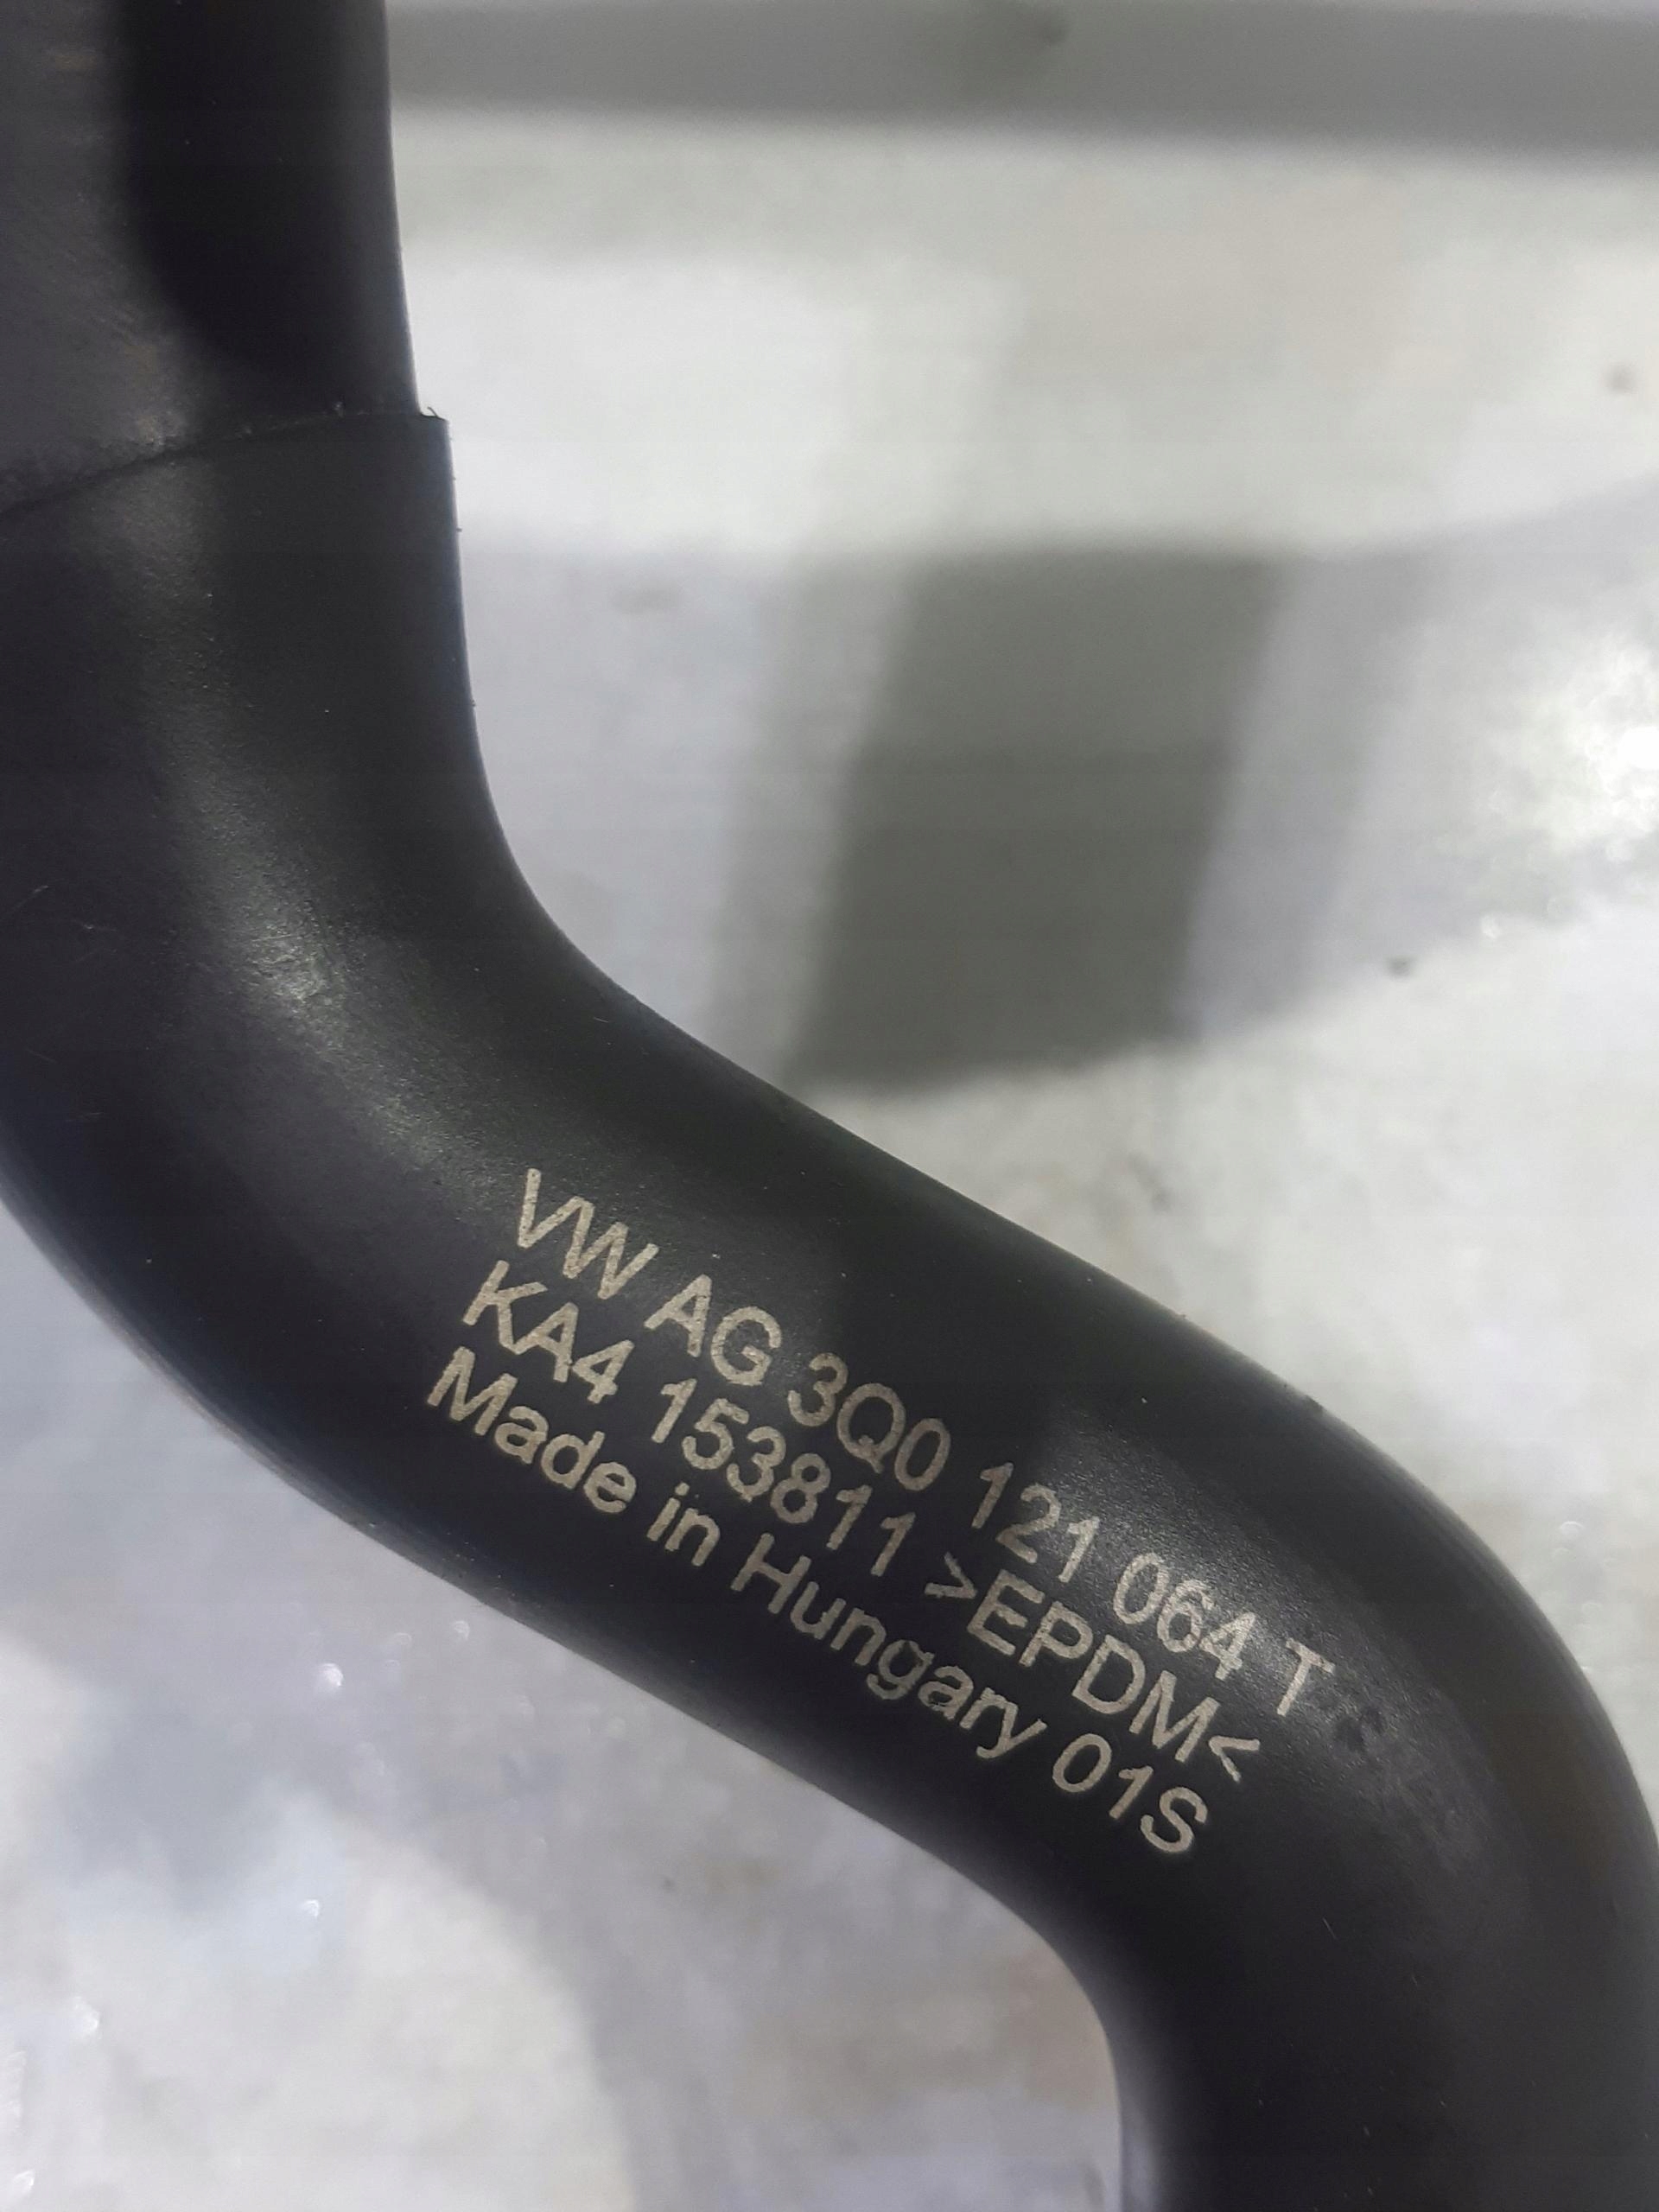 VW AG 3Q0 121 064 T
KA4 153811 >EPDM<
Made in Hungary 01S